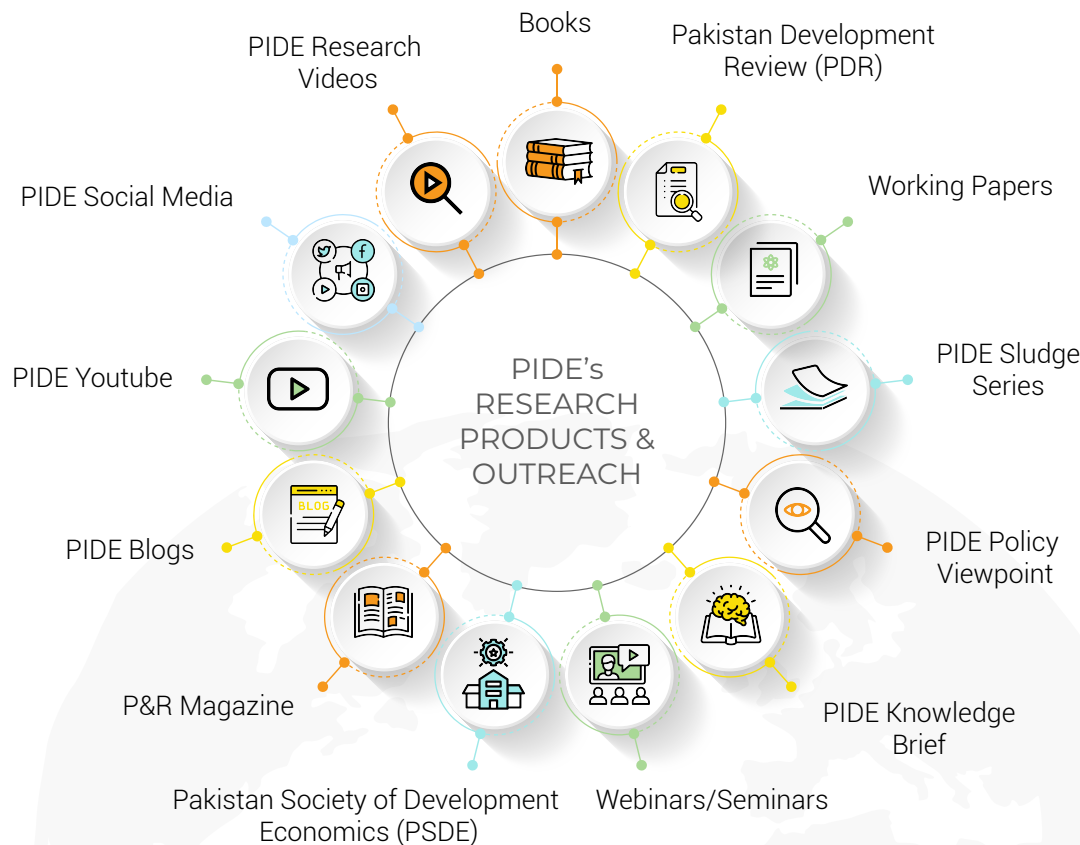 Books
Pakistan Development
Review (PDR)
Working Papers
PIDE Sludge
Series
PIDE Policy
Viewpoint
PIDE Knowledge
Brief
Webinars/Seminars
Pakistan Society of Development
Economics (PSDE)
P&R Magazine
PIDE Blogs
BLOG
PIDE Youtube
PIDE Social Media
PIDE Research
Videos
PIDE’s
RESEARCH
PRODUCTS &
OUTREACH